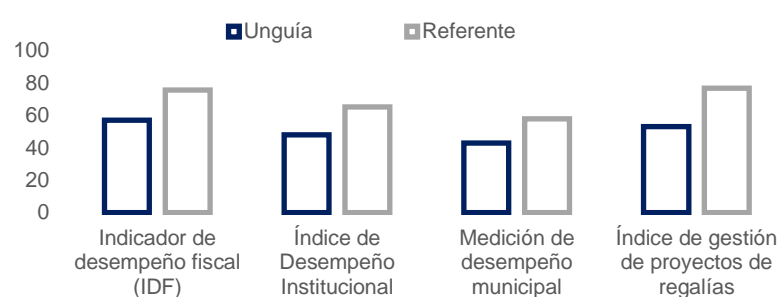 Unguía
Referente
100
80
60
40
20
0
Indicador de
desempeño fiscal
(IDF)
Índice de
Desempeño
Institucional
Medición de
desempeño
municipal
Índice de gestión
de proyectos de
regalías